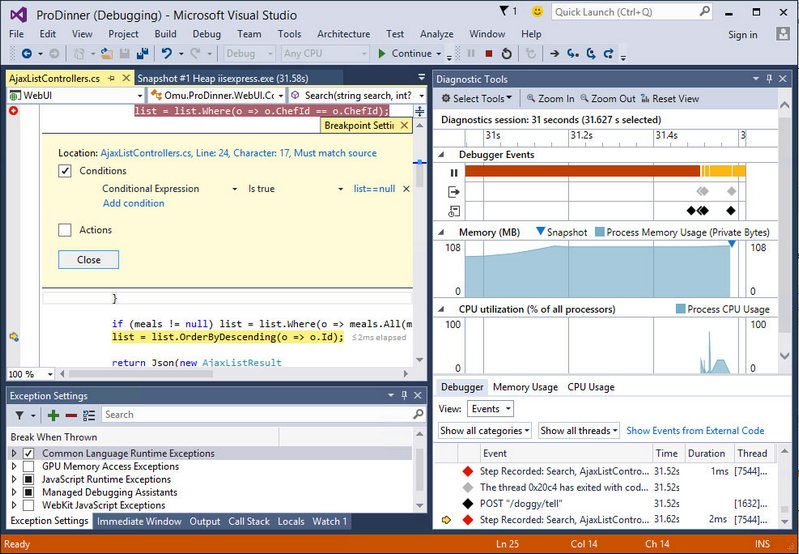 ProDinner (Debugging) - Microsoft Visual Studio
1
Quick Launch (Ctrl+Q)
File Edit View Project Build Debug Team Tools Architecture Test Analyze Window Help Sign in
Debug Any CPU Continue
AjaxListControllers.cs Snapshot #1 Heap iisexpress.exe (31.58s)
WebUI Omu.ProDinner.WebUI.Co Search(string search, int?
list = list.Where(o => o.ChefId == o.ChefId);
Breakpoint Settin
Location: AjaxListControllers.cs, Line: 24, Character: 17, Must match source
Conditions
Conditional Expression Is true list==null
Add condition
Actions
Close
}
if (meals != null) list = list.Where(o => meals.All(m
list = list.OrderByDescending(o => o.Id); ≤2ms elapsed
return Json(new AjaxListResult
100 %
Exception Settings
Search
Break When Thrown
Common Language Runtime Exceptions
GPU Memory Access Exceptions
JavaScript Runtime Exceptions
Managed Debugging Assistants
WebKit JavaScript Exceptions
Exception Settings Immediate Window Output Call Stack Locals Watch 1
Diagnostic Tools
Select Tools Zoom In Zoom Out Reset View
Diagnostics session: 31 seconds (31.627 s selected)
31s 31.2s 31.4s 3
Debugger Events
Memory (MB) Snapshot Process Memory Usage (Private Bytes)
108 108
0 0
CPU utilization (% of all processors) Process CPU Usage
100 100
0 0
Debugger Memory Usage CPU Usage
View: Events
Show all categories Show all threads Show Events from External Code
Event Time Duration Thread
Step Recorded: Search, AjaxListContro... 31.52s 1ms [7544]...
The thread 0x20c4 has exited with cod... 31.52s
POST "/doggy/tell" 31.52s [1632]...
Step Recorded: Search, AjaxListContro... 31.62s 2ms [7544]...
Ready Ln 25 Col 14 Ch 14 INS